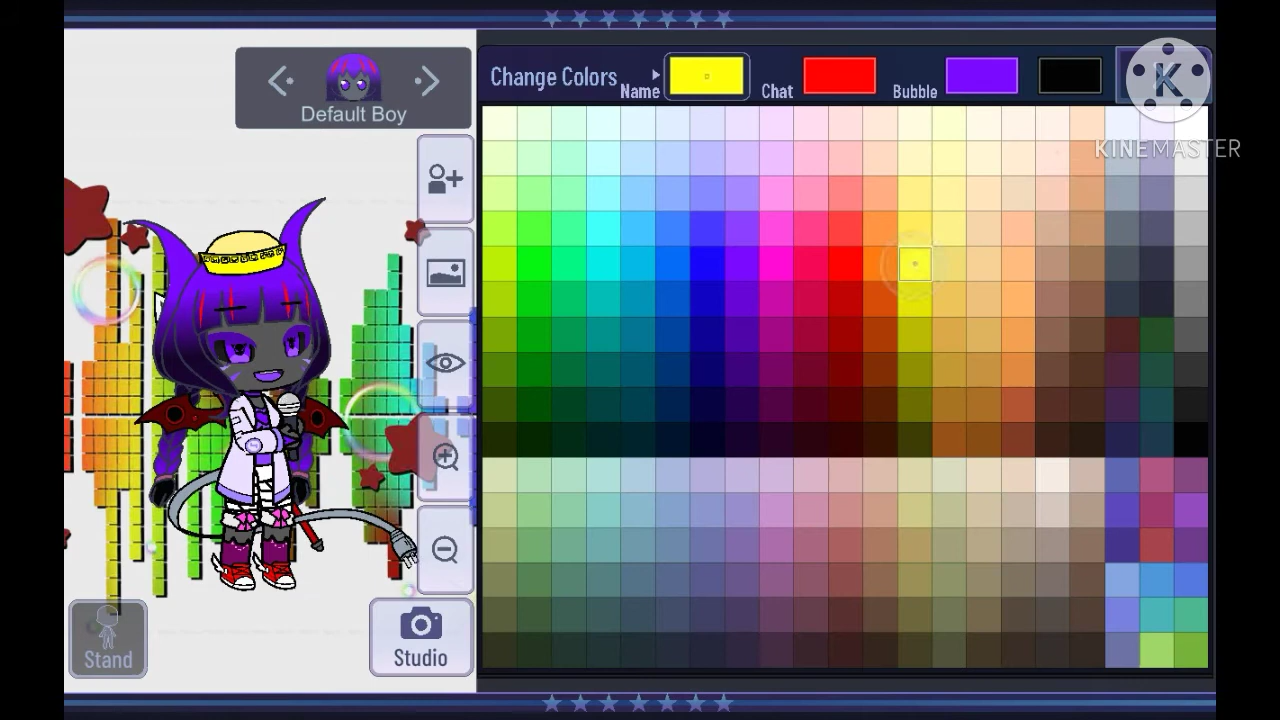 Default Boy
Change Colors
Name
Chat
Bubble
K
KINEMASTER
Stand
Studio